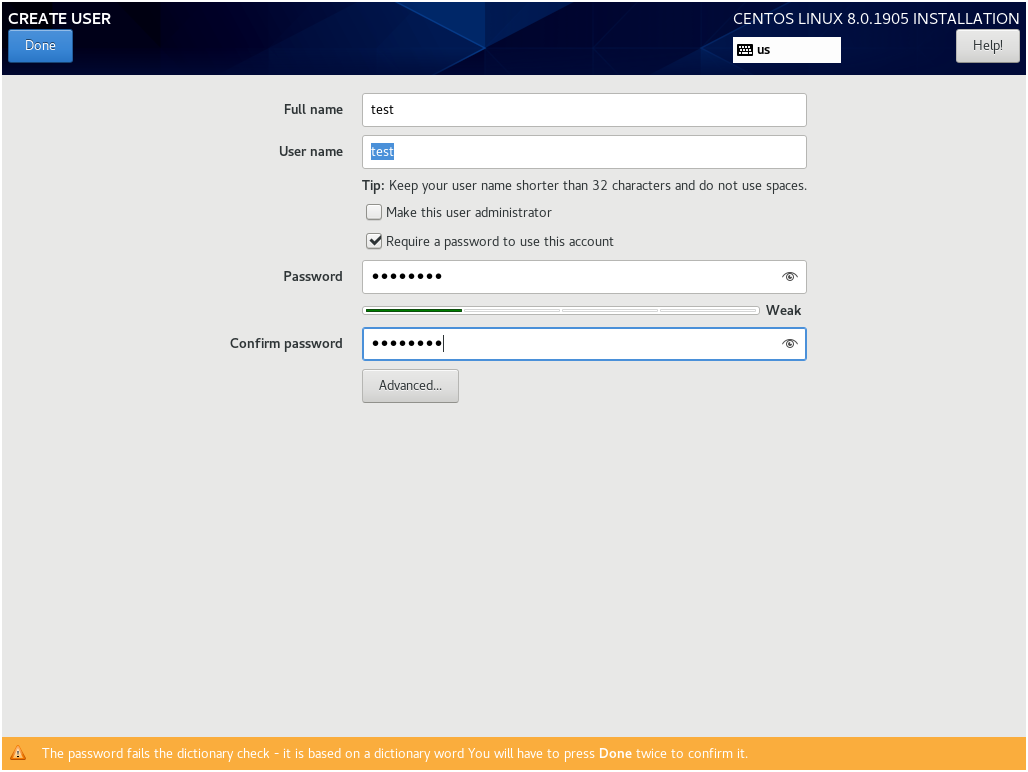 CREATE USER
CENTOS LINUX 8.0.1905 INSTALLATION
Done
us
Help!
Full name
test
User name
test
Tip: Keep your user name shorter than 32 characters and do not use spaces.
Make this user administrator
Require a password to use this account
Password
●●●●●●●●
Weak
Confirm password
●●●●●●●●
Advanced...
The password fails the dictionary check - it is based on a dictionary word You will have to press Done twice to confirm it.